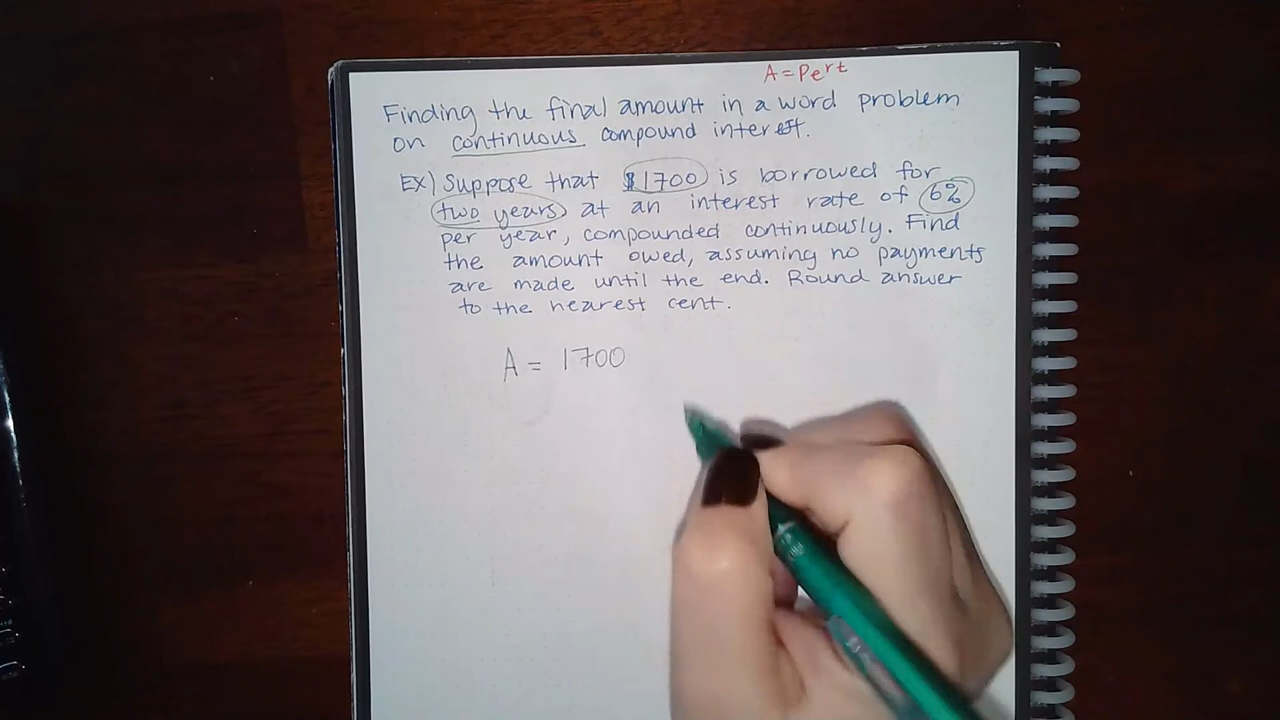 A = Pe^rt
Finding the final amount in a word problem
on continuous compound interest.
EX) Suppose that $1700 is borrowed for
two years at an interest rate of 6%
per year, compounded continuously. Find
the amount owed, assuming no payments
are made until the end. Round answer
to the nearest cent.
A = 1700